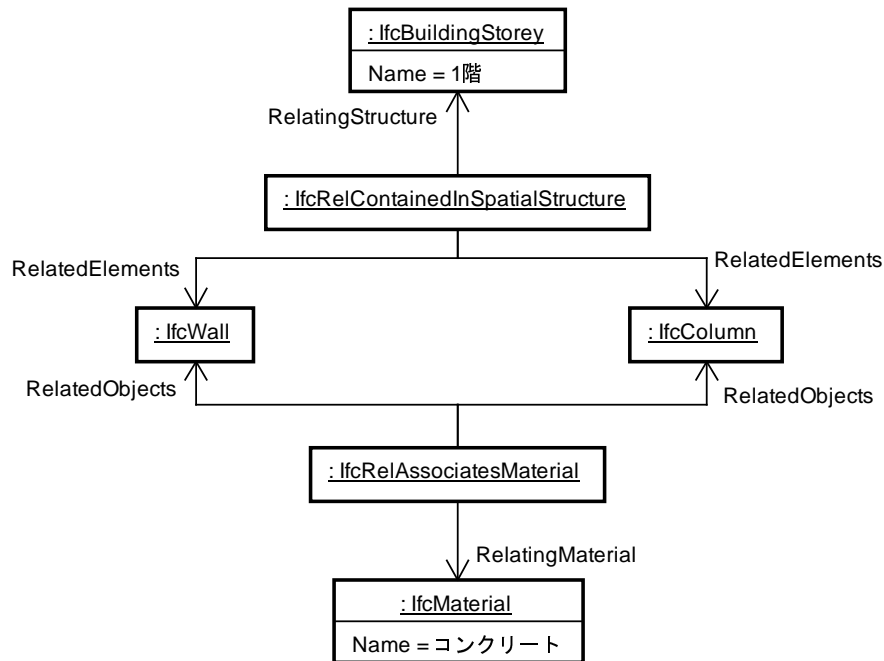 : IfcBuildingStorey
Name = 1階
RelatingStructure
: IfcRelContainedInSpatialStructure
RelatedElements
RelatedElements
: IfcWall
: IfcColumn
RelatedObjects
RelatedObjects
: IfcRelAssociatesMaterial
RelatingMaterial
: IfcMaterial
Name = コンクリート